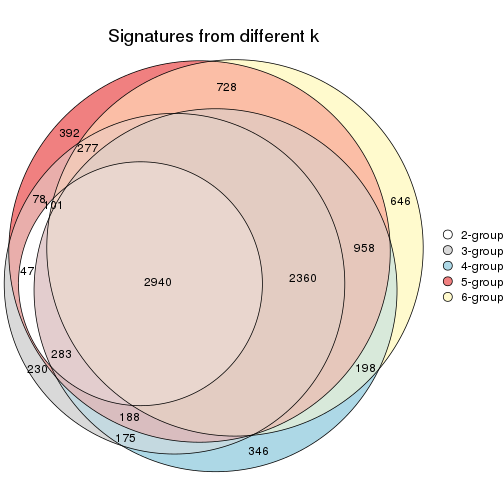 Signatures from different k
728
392
277
78
101
646
958
47
2940
2360
283
230
198
188
175
346
2-group
3-group
4-group
5-group
6-group